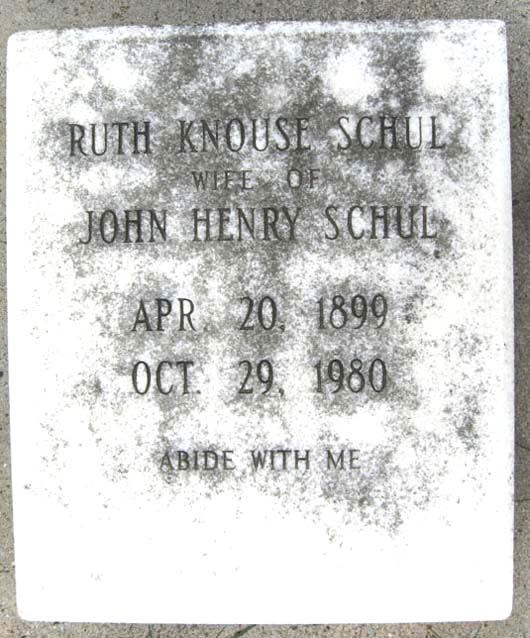 RUTH KNOUSE SCHUL
WIFE OF
JOHN HENRY SCHUL
APR. 20, 1899
OCT. 29, 1980
ABIDE WITH ME